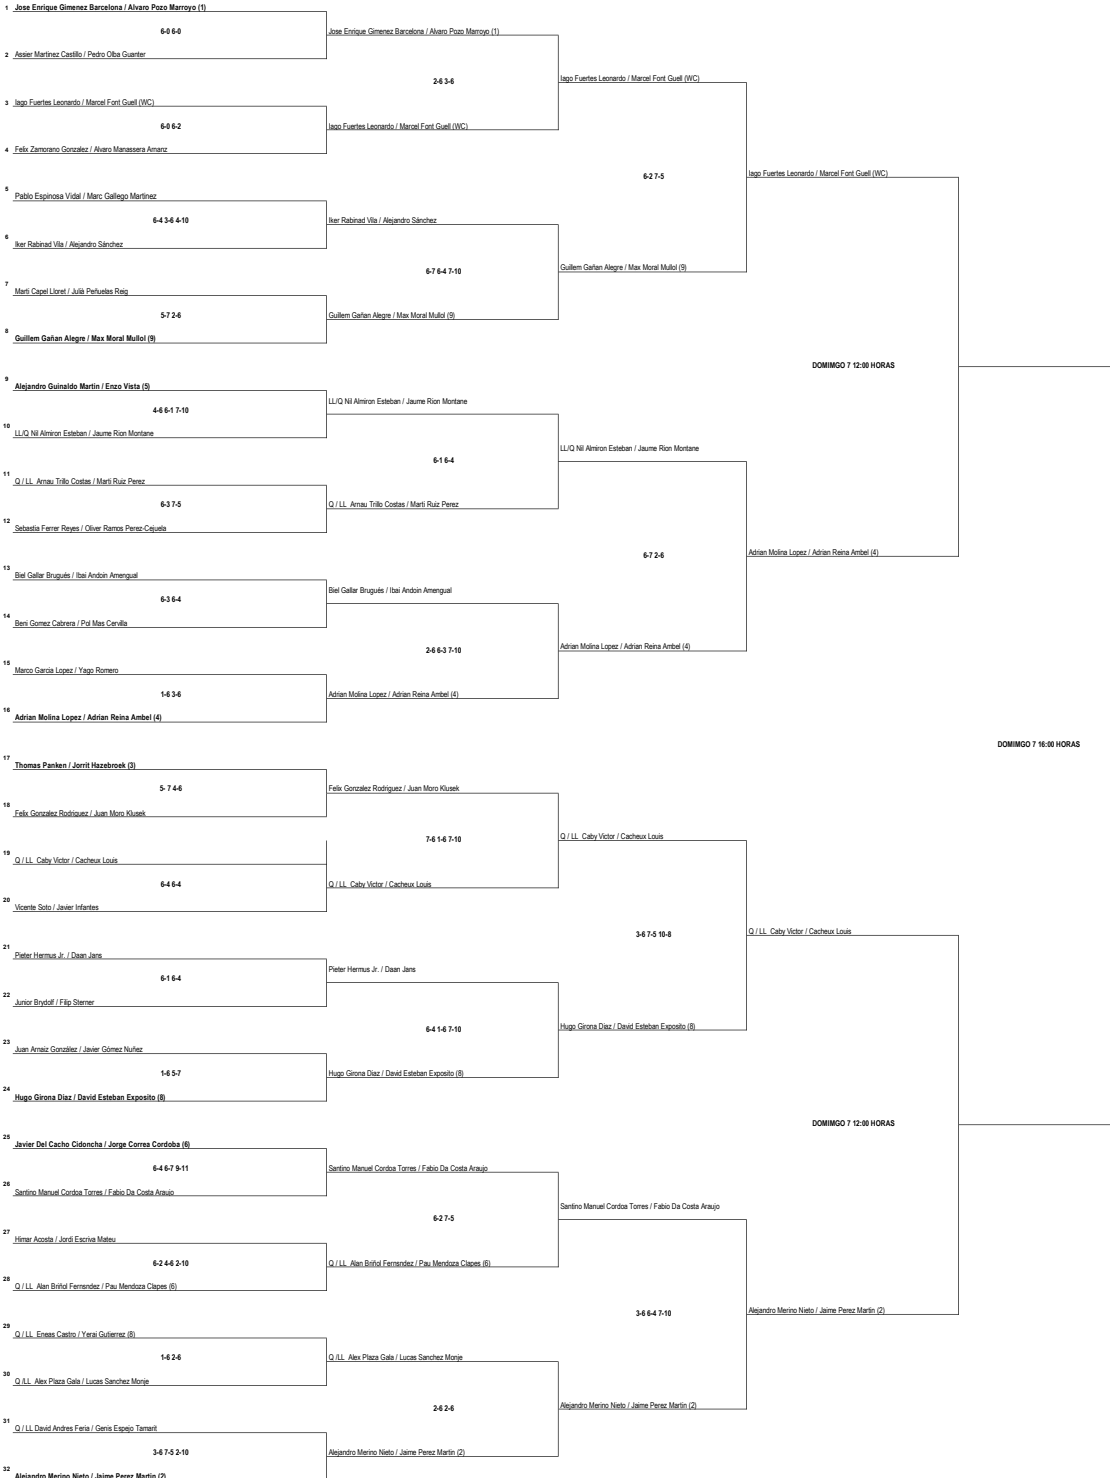 1 Jose Enrique Gimenez Barcelona / Alvaro Pozo Marroyo (1)
6-0 6-0
Jose Enrique Gimenez Barcelona / Alvaro Pozo Marroyo (1)
2 Assier Martinez Castillo / Pedro Olba Guanter
2-6 3-6
Iago Fuertes Leonardo / Marcel Font Guell (WC)
3 Iago Fuertes Leonardo / Marcel Font Guell (WC)
6-0 6-2
Iago Fuertes Leonardo / Marcel Font Guell (WC)
4 Felix Zamorano Gonzalez / Alvaro Manassera Arnanz
6-2 7-5
Iago Fuertes Leonardo / Marcel Font Guell (WC)
5 Pablo Espinosa Vidal / Marc Gallego Martinez
6-4 3-6 4-10
Iker Rabinad Vila / Alejandro Sánchez
6 Iker Rabinad Vila / Alejandro Sánchez
6-7 6-4 7-10
Guillem Gañan Alegre / Max Moral Mullol (9)
7 Marti Capel Lloret / Julià Peñuelas Reig
5-7 2-6
Guillem Gañan Alegre / Max Moral Mullol (9)
8 Guillem Gañan Alegre / Max Moral Mullol (9)
DOMIMGO 7 12:00 HORAS
9 Alejandro Guinaldo Martin / Enzo Vista (5)
4-6 6-1 7-10
LL/Q Nil Almiron Esteban / Jaume Rion Montane
10 LL/Q Nil Almiron Esteban / Jaume Rion Montane
6-1 6-4
LL/Q Nil Almiron Esteban / Jaume Rion Montane
11 Q / LL Arnau Trillo Costas / Marti Ruiz Perez
6-3 7-5
Q / LL Arnau Trillo Costas / Marti Ruiz Perez
12 Sebastia Ferrer Reyes / Oliver Ramos Perez-Cejuela
6-7 2-6
Adrian Molina Lopez / Adrian Reina Ambel (4)
13 Biel Gallar Brugués / Ibai Andoin Amengual
6-3 6-4
Biel Gallar Brugués / Ibai Andoin Amengual
14 Beni Gomez Cabrera / Pol Mas Cervilla
2-6 6-3 7-10
Adrian Molina Lopez / Adrian Reina Ambel (4)
15 Marco Garcia Lopez / Yago Romero
1-6 3-6
Adrian Molina Lopez / Adrian Reina Ambel (4)
16 Adrian Molina Lopez / Adrian Reina Ambel (4)
DOMIMGO 7 16:00 HORAS
17 Thomas Panken / Jorrit Hazebroek (3)
5- 7 4-6
Felix Gonzalez Rodriguez / Juan Moro Klusek
18 Felix Gonzalez Rodriguez / Juan Moro Klusek
7-6 1-6 7-10
Q / LL Caby Victor / Cacheux Louis
19 Q / LL Caby Victor / Cacheux Louis
6-4 6-4
Q / LL Caby Victor / Cacheux Louis
20 Vicente Soto / Javier Infantes
3-6 7-5 10-8
Q / LL Caby Victor / Cacheux Louis
21 Pieter Hermus Jr. / Daan Jans
6-1 6-4
Pieter Hermus Jr. / Daan Jans
22 Junior Brydolf / Filip Sterner
6-4 1-6 7-10
Hugo Girona Diaz / David Esteban Exposito (8)
23 Juan Arnaiz González / Javier Gómez Nuñez
1-6 5-7
Hugo Girona Diaz / David Esteban Exposito (8)
24 Hugo Girona Diaz / David Esteban Exposito (8)
DOMIMGO 7 12:00 HORAS
25 Javier Del Cacho Cidoncha / Jorge Correa Cordoba (6)
6-4 6-7 9-11
Santino Manuel Cordoa Torres / Fabio Da Costa Araujo
26 Santino Manuel Cordoa Torres / Fabio Da Costa Araujo
6-2 7-5
Santino Manuel Cordoa Torres / Fabio Da Costa Araujo
27 Himar Acosta / Jordi Escriva Mateu
6-2 4-6 2-10
Q / LL Alan Briñol Fernsndez / Pau Mendoza Clapes (6)
28 Q / LL Alan Briñol Fernsndez / Pau Mendoza Clapes (6)
3-6 6-4 7-10
Alejandro Merino Nieto / Jaime Perez Martin (2)
29 Q / LL Eneas Castro / Yerai Gutierrez (8)
1-6 2-6
Q /LL Alex Plaza Gala / Lucas Sanchez Monje
30 Q /LL Alex Plaza Gala / Lucas Sanchez Monje
2-6 2-6
Alejandro Merino Nieto / Jaime Perez Martin (2)
31 Q / LL David Andres Feria / Genis Espejo Tamarit
3-6 7-5 2-10
Alejandro Merino Nieto / Jaime Perez Martin (2)
32 Alejandro Merino Nieto / Jaime Perez Martin (2)